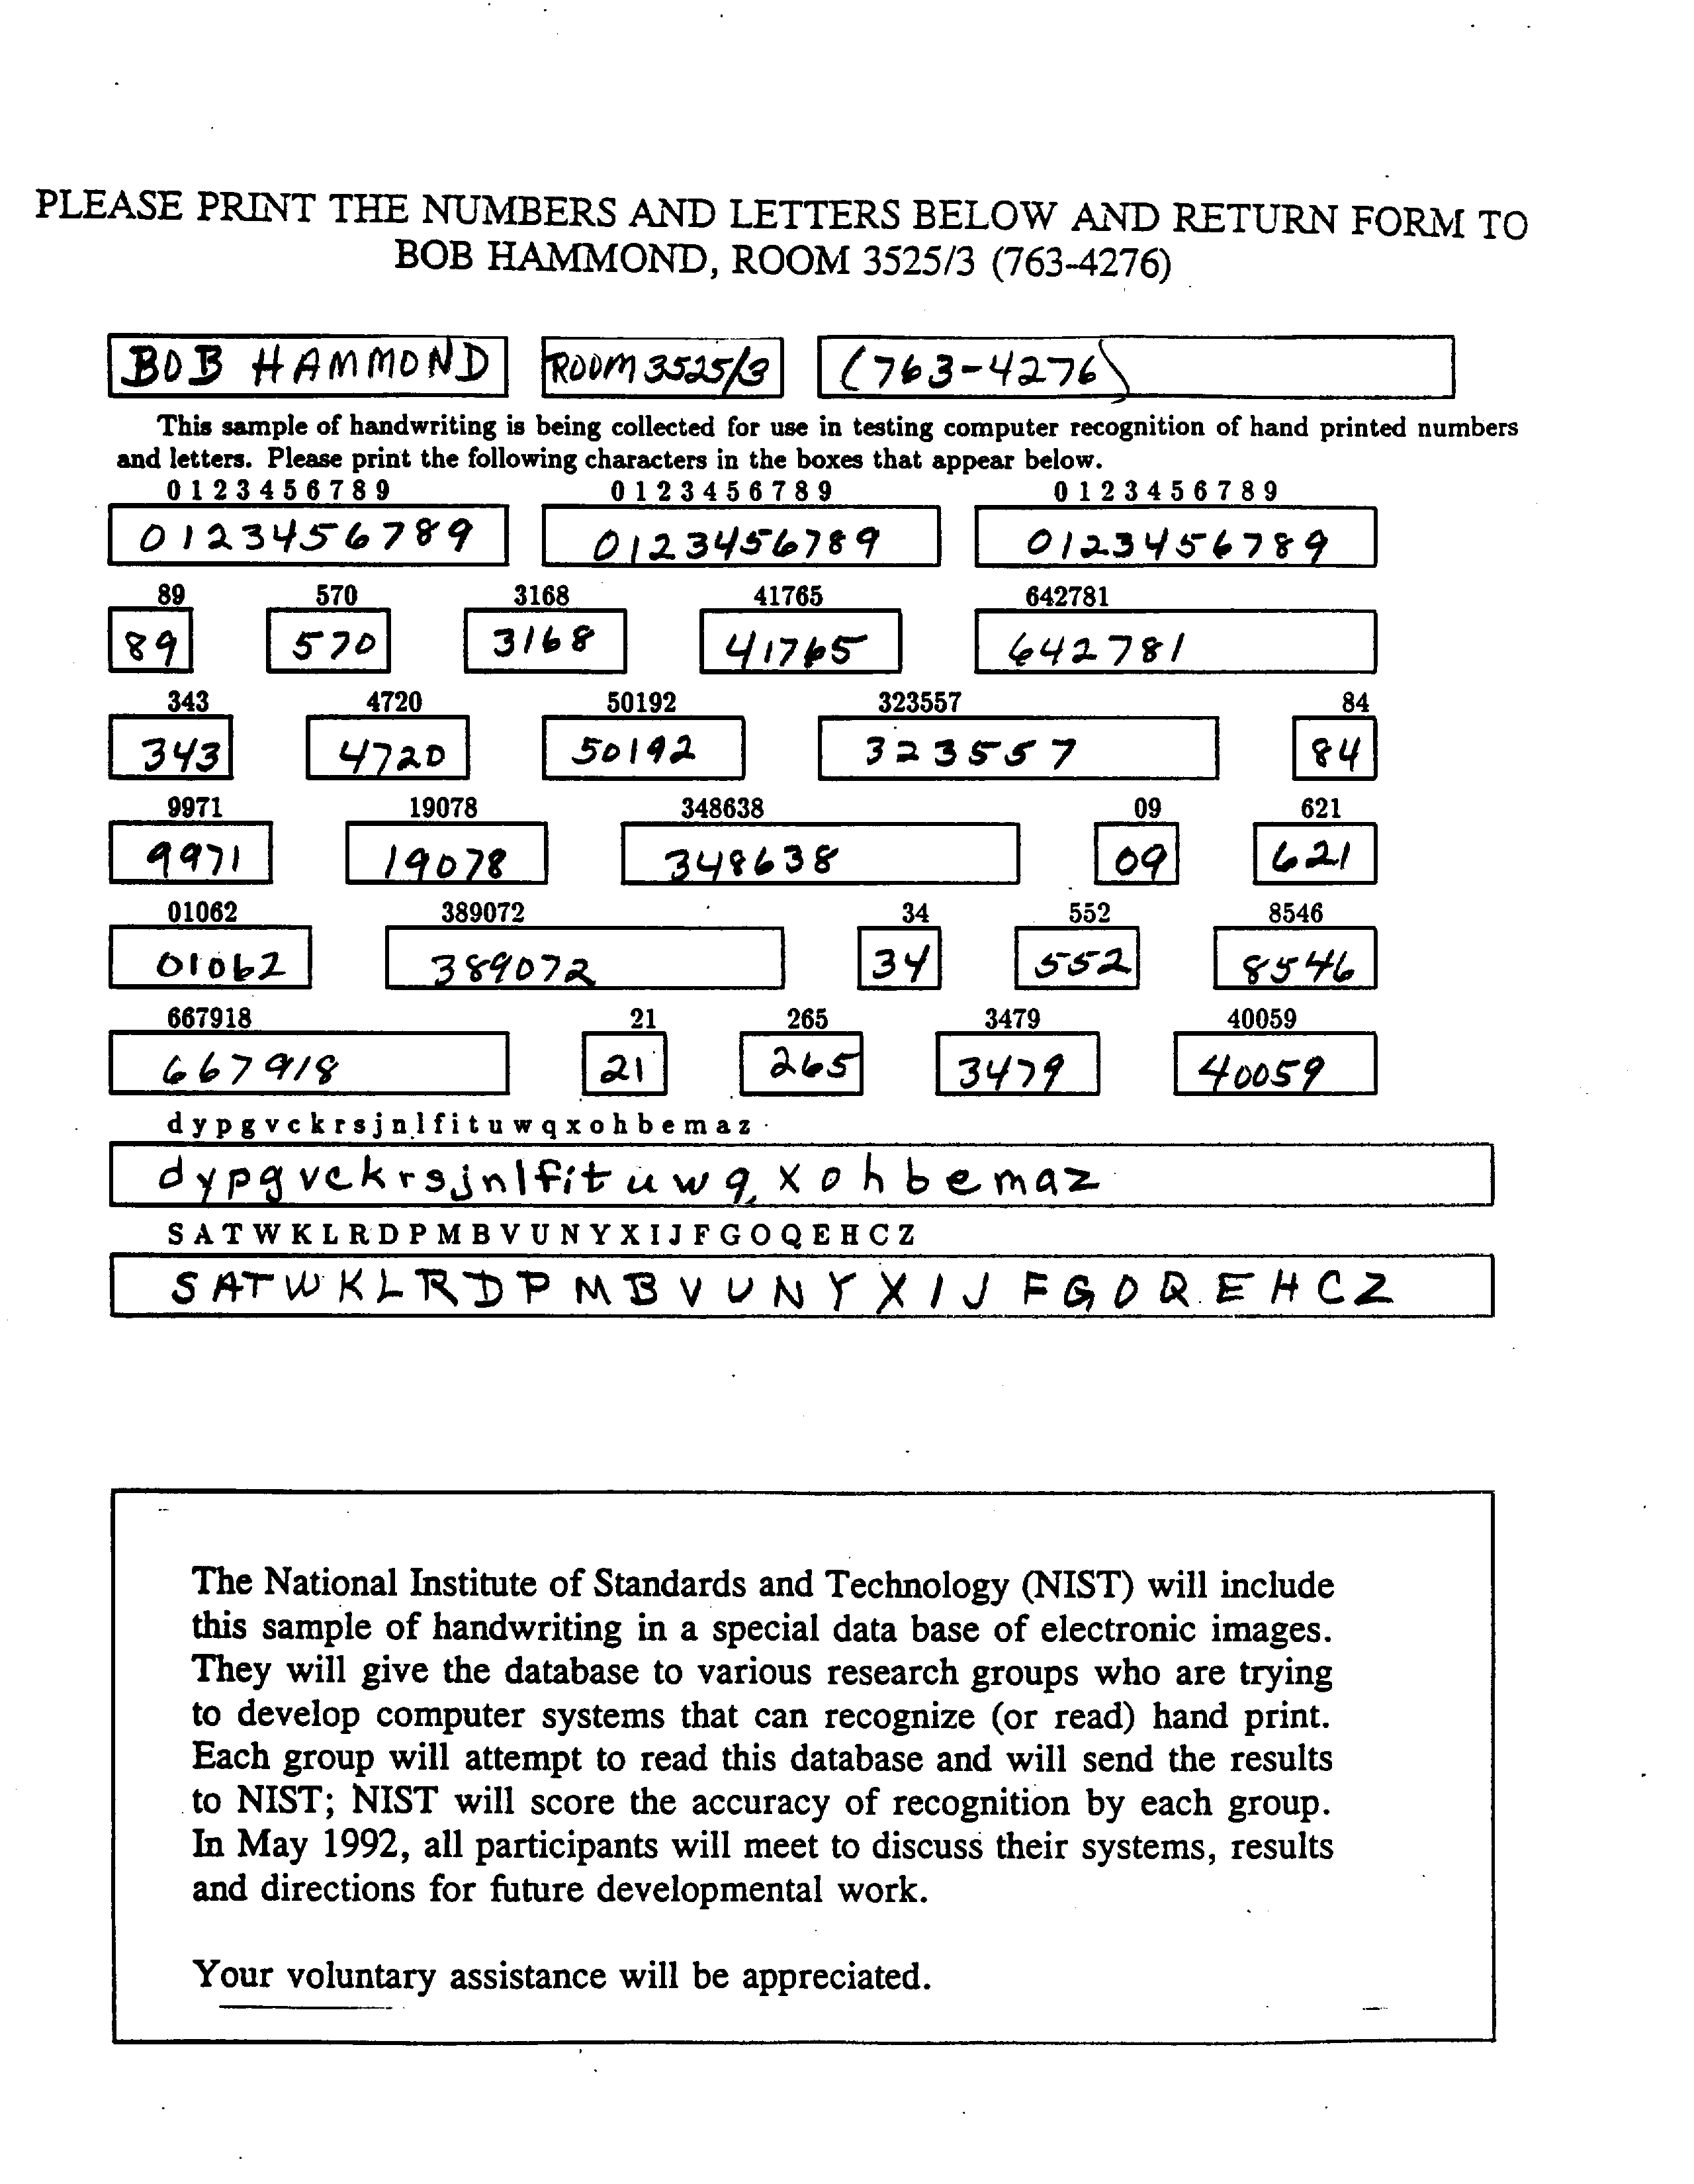 PLEASE PRINT THE NUMBERS AND LETTERS BELOW AND RETURN FORM TO
BOB HAMMOND, ROOM 3525/3 (763-4276)
BOB HAMMOND ROOM 3525/3 (763-4276)
This sample of handwriting is being collected for use in testing computer recognition of hand printed numbers
and letters. Please print the following characters in the boxes that appear below.
0 1 2 3 4 5 6 7 8 9 0 1 2 3 4 5 6 7 8 9 0 1 2 3 4 5 6 7 8 9
0123456789 0123456789 0123456789
89 570 3168 41765 642781
89 570 3168 41765 642781
343 4720 50192 323557 84
343 4720 50192 323557 84
9971 19078 348638 09 621
9971 19078 348638 09 621
01062 389072 34 552 8546
01062 389072 34 552 8546
667918 21 265 3479 40059
667918 21 265 3479 40059
d y p g v c k r s j n l f i t u w q x o h b e m a z
d y p g v c k r s j n l f i t u w q x o h b e m a z
S A T W K L R D P M B V U N Y X I J F G O Q E H C Z
S A T W K L R D P M B V U N Y X I J F G O Q E H C Z
The National Institute of Standards and Technology (NIST) will include
this sample of handwriting in a special data base of electronic images.
They will give the database to various research groups who are trying
to develop computer systems that can recognize (or read) hand print.
Each group will attempt to read this database and will send the results
to NIST; NIST will score the accuracy of recognition by each group.
In May 1992, all participants will meet to discuss their systems, results
and directions for future developmental work.
Your voluntary assistance will be appreciated.